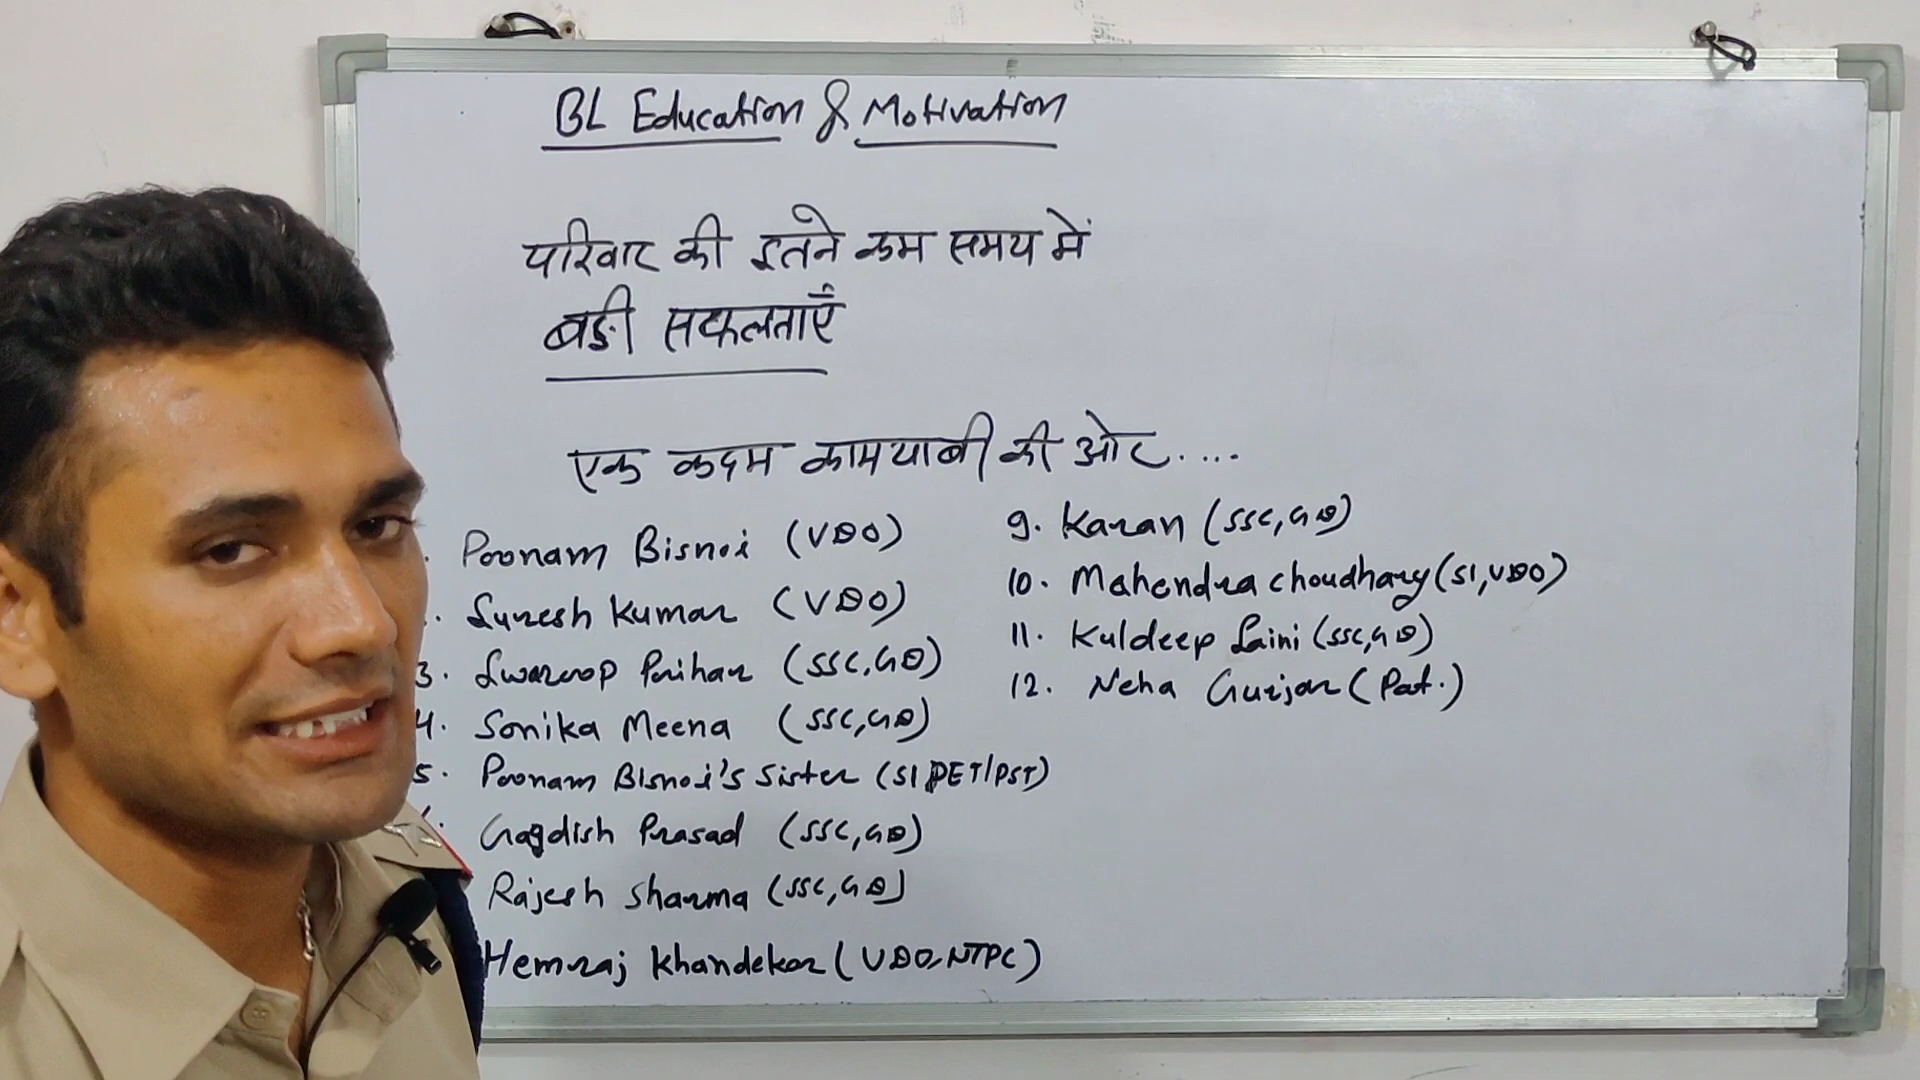 BL Education & Motivation
परिवार की इतने कम समय में
बड़ी सफलताएँ
एक कदम कामयाबी की ओर....
Poonam Bisnoi (VDO)
Suresh Kumar (VDO)
3. Swaroop Parihar (SSC,GD)
4. Sonika Meena (SSC,GD)
5. Poonam Bisnoi's Sister (SI PET/PST)
Gagdish Prasad (SSC,GD)
Rajesh Sharma (SSC,GD)
Hemraj Khandekar (VDO,NTPC)
9. Karan (SSC,GD)
10. Mahendra Choudhary (SI,VDO)
11. Kuldeep Saini (SSC,GD)
12. Neha Gurjar (Pat.)